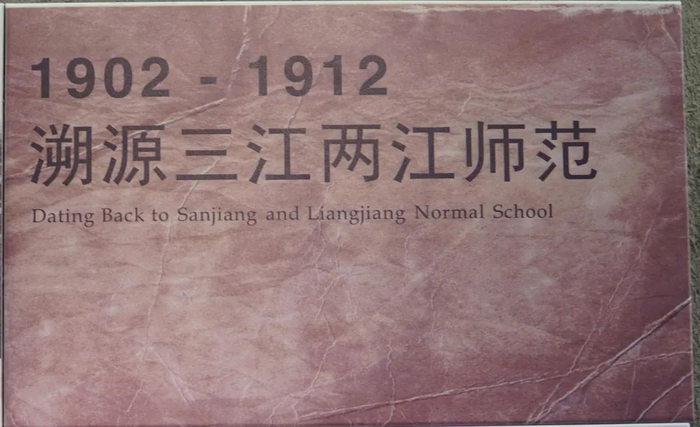 1902 - 1912
溯源三江两江师范
Dating Back to Sanjiang and Liangjiang Normal School